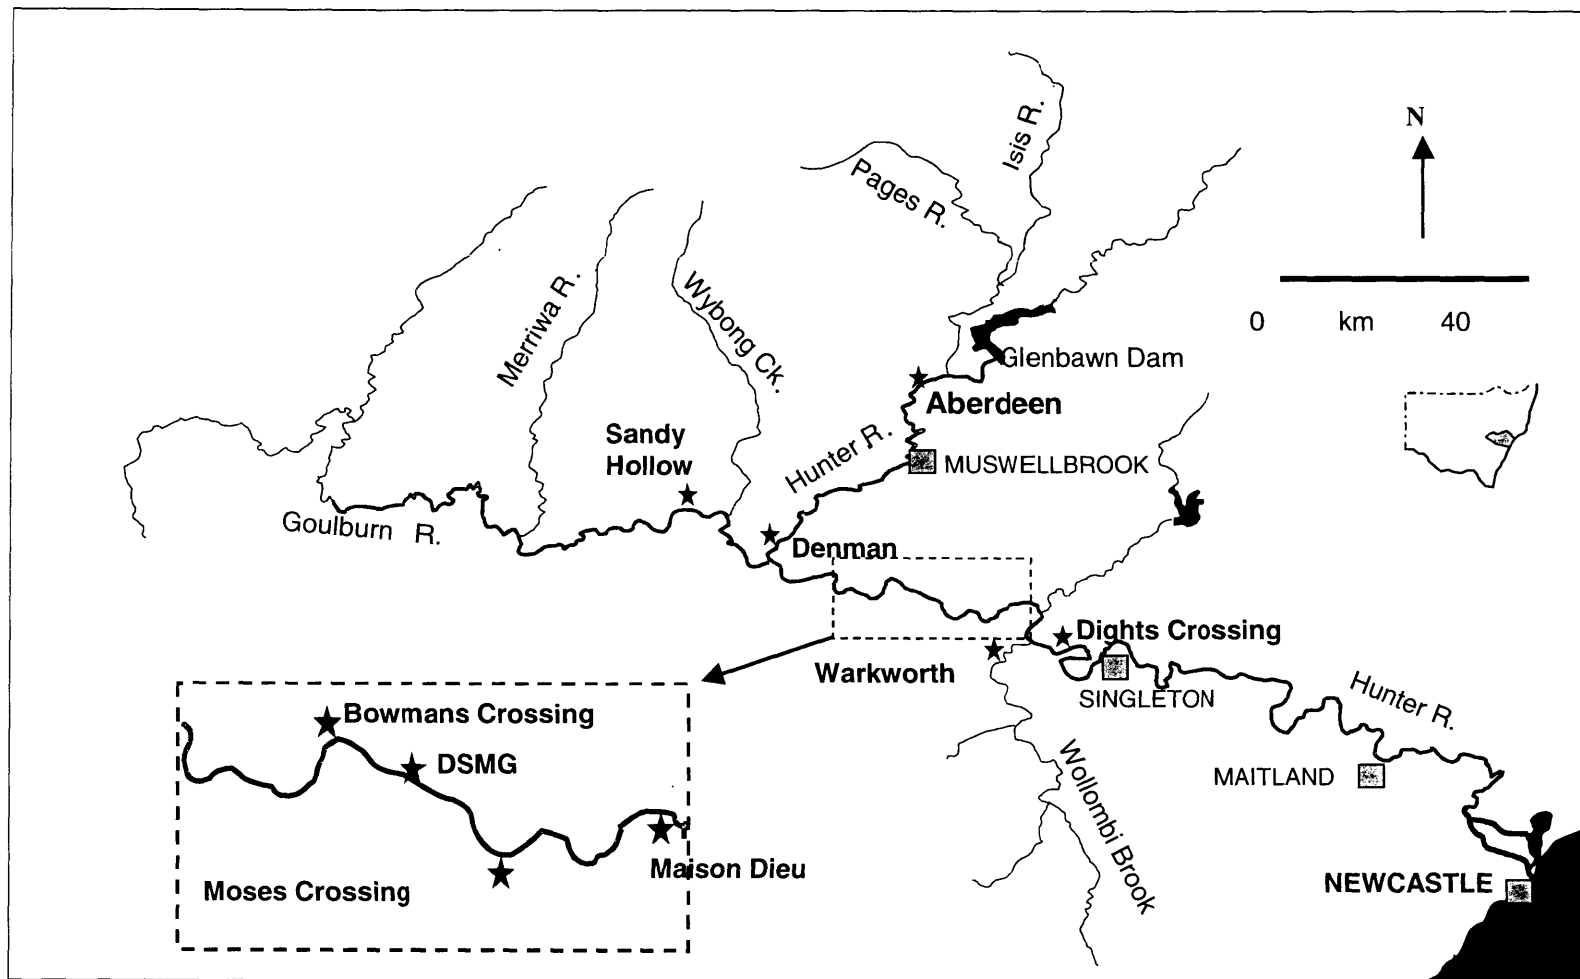 Isis R.
N
Pages R.
Merriwa R.
Wybong Ck.
0 km 40
Glenbawn Dam
Aberdeen
Sandy
Hollow
Hunter R.
MUSWELLBROOK
Goulburn R.
Denman
Dights Crossing
Warkworth
SINGLETON
Hunter R.
Bowmans Crossing
DSMG
MAITLAND
Wollombi Brook
Maison Dieu
Moses Crossing
NEWCASTLE